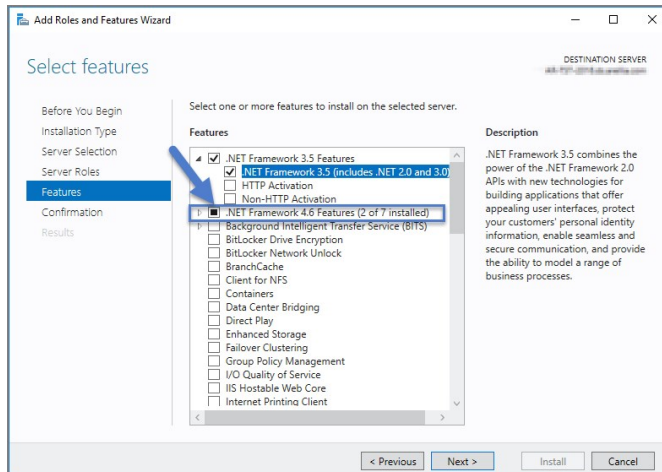 Add Roles and Features Wizard
Select features
DESTINATION SERVER
Before You Begin
Installation Type
Server Selection
Server Roles
Features
Confirmation
Results
Select one or more features to install on the selected server.
Features
.NET Framework 3.5 Features
.NET Framework 3.5 (includes .NET 2.0 and 3.0)
HTTP Activation
Non-HTTP Activation
.NET Framework 4.6 Features (2 of 7 installed)
Background Intelligent Transfer Service (BITS)
BitLocker Drive Encryption
BitLocker Network Unlock
BranchCache
Client for NFS
Containers
Data Center Bridging
Direct Play
Enhanced Storage
Failover Clustering
Group Policy Management
I/O Quality of Service
IIS Hostable Web Core
Internet Printing Client
Description
.NET Framework 3.5 combines the
power of the .NET Framework 2.0
APIs with new technologies for
building applications that offer
appealing user interfaces, protect
your customers' personal identity
information, enable seamless and
secure communication, and provide
the ability to model a range of
business processes.
< Previous
Next >
Install
Cancel